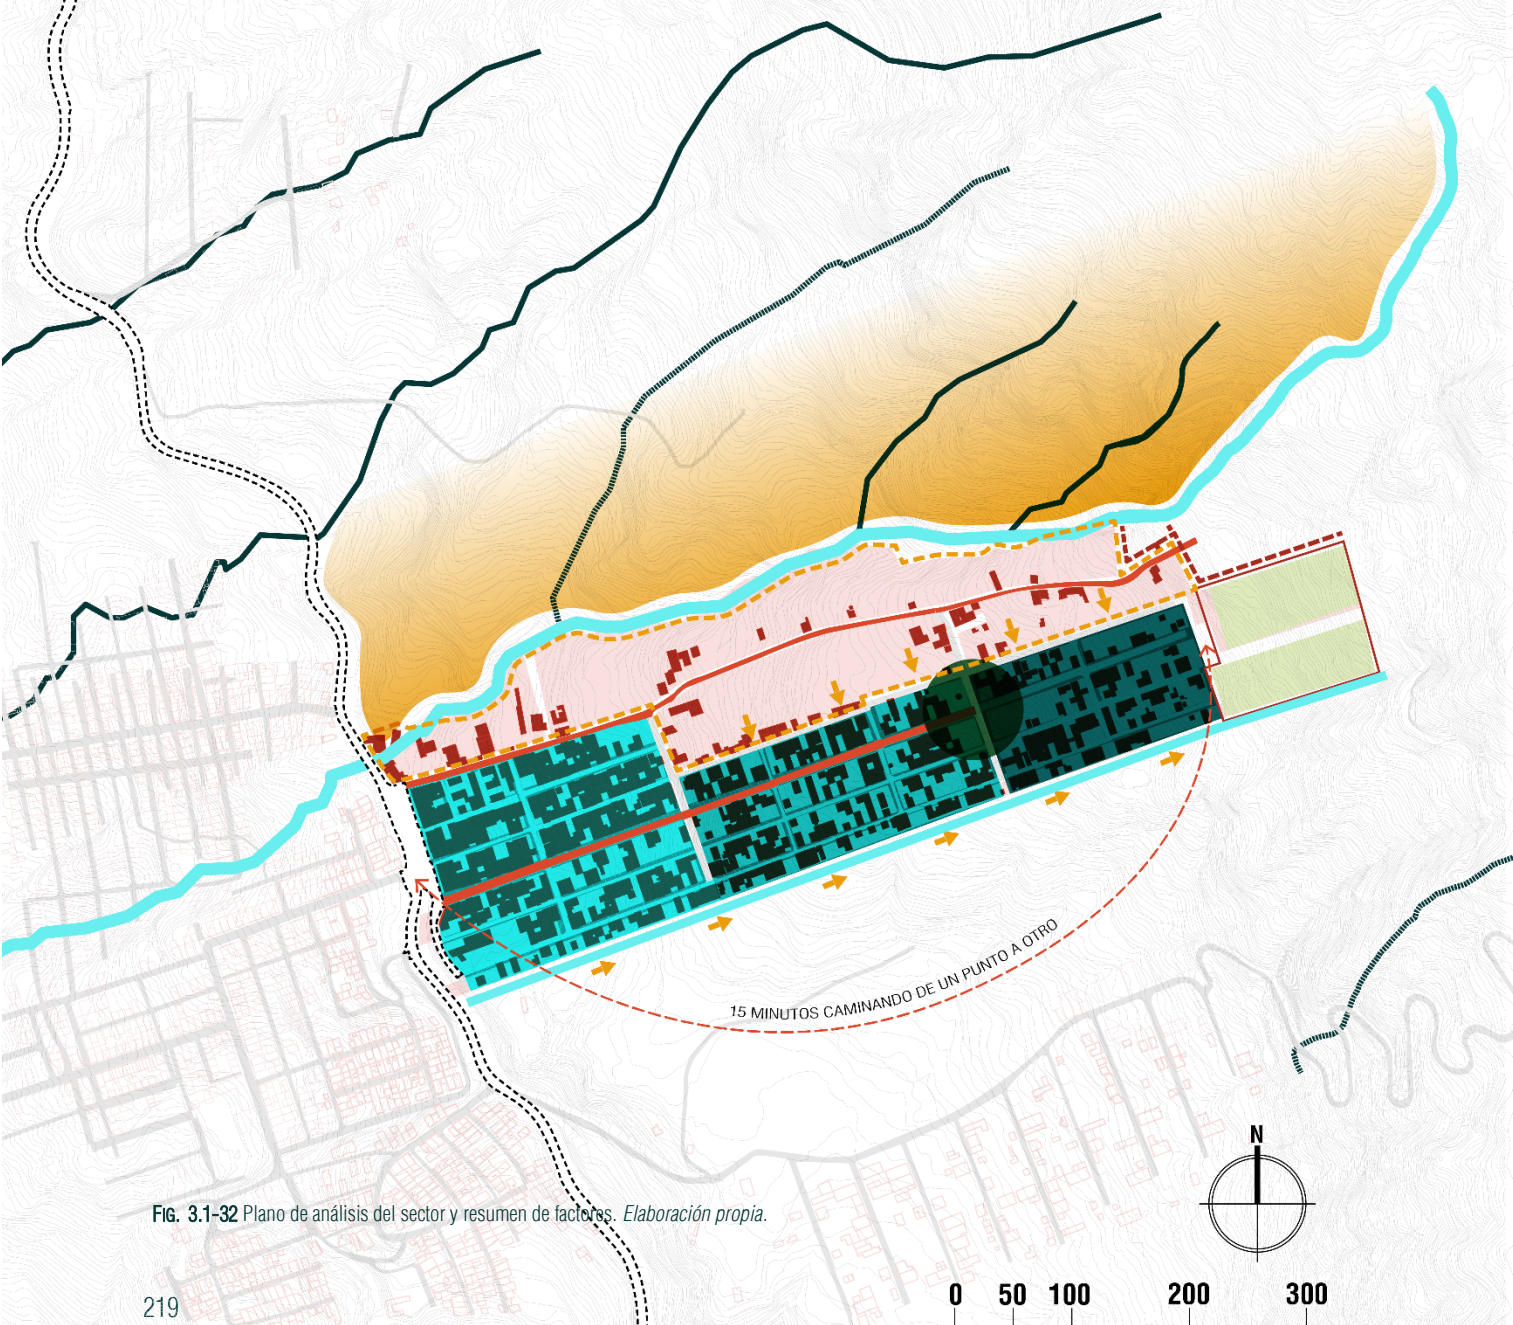 15 MINUTOS CAMINANDO DE UN PUNTO A OTRO
N
FIG. 3.1-32 Plano de análisis del sector y resumen de factores. Elaboración propia.
0 50 100 200 300
219